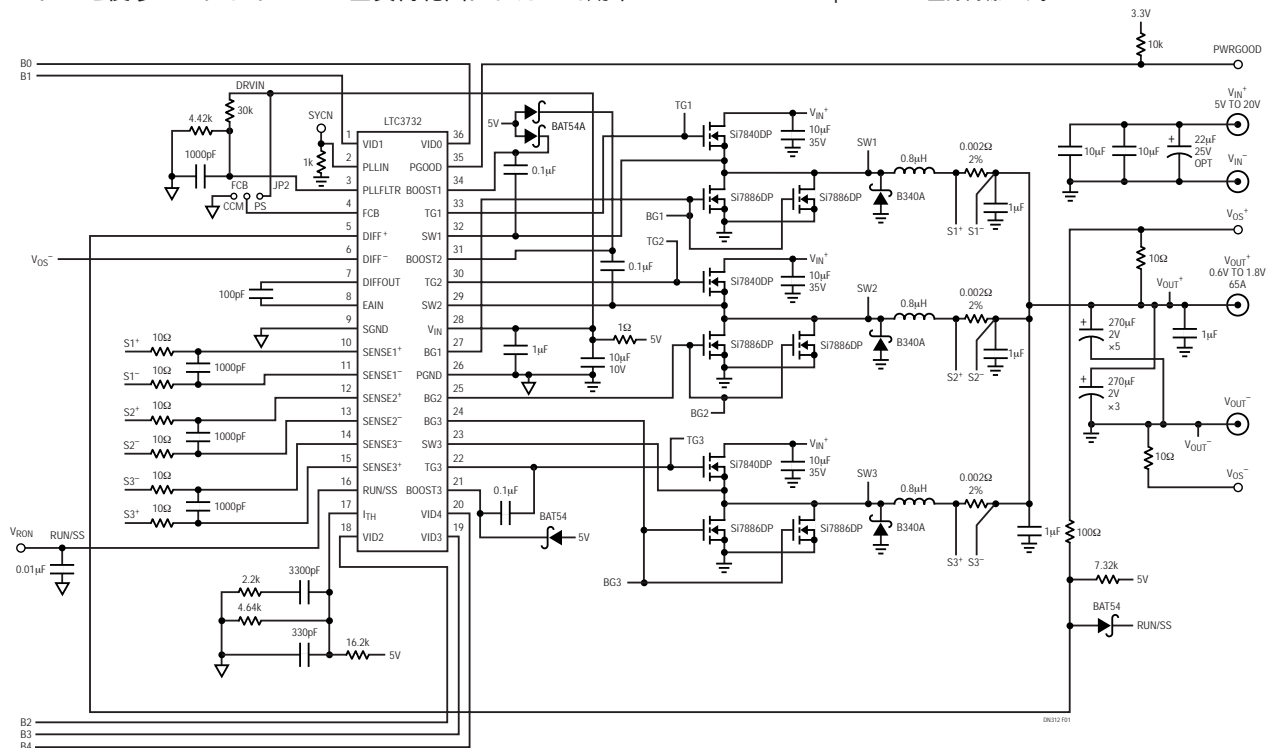 3.3V
10k
PWRGOOD
B0
B1
DRVIN
30k
4.42k
1000pF
SYCN
1k
FCB
JP2
CCM
PS
LTC3732
5V
BAT54A
0.1µF
1 VID1
2 PLLIN
3 PLLFLTR
4 FCB
5 DIFF+
6 DIFF−
7 DIFFOUT
8 EAIN
9 SGND
10 SENSE1+
11 SENSE1−
12 SENSE2+
13 SENSE2−
14 SENSE3−
15 SENSE3+
16 RUN/SS
17 ITH
18 VID2
VID0 36
PGOOD 35
BOOST1 34
TG1 33
SW1 32
BOOST2 31
TG2 30
SW2 29
VIN 28
BG1 27
PGND 26
BG2 25
BG3 24
SW3 23
TG3 22
BOOST3 21
VID4 20
VID3 19
VOS−
100pF
S1+ 10Ω
1000pF
S1− 10Ω
S2+ 10Ω
1000pF
S2− 10Ω
S3− 10Ω
1000pF
S3+ 10Ω
VRON
RUN/SS
0.01µF
2.2k
3300pF
4.64k
330pF
16.2k
5V
0.1µF
1µF
1Ω
5V
10µF
10V
0.1µF
BAT54
5V
TG1
Si7840DP
VIN+
10µF
35V
SW1
0.8µH
0.002Ω
2%
Si7886DP
Si7886DP
B340A
1µF
S1+ S1−
BG1
TG2
Si7840DP
VIN+
10µF
35V
SW2
0.8µH
0.002Ω
2%
Si7886DP
Si7886DP
B340A
1µF
S2+ S2−
BG2
TG3
Si7840DP
VIN+
10µF
35V
SW3
0.8µH
0.002Ω
2%
Si7886DP
Si7886DP
B340A
1µF
S3+ S3−
BG3
VIN+
5V TO 20V
10µF
10µF
+ 22µF
25V
OPT
VIN−
VOS+
10Ω
VOUT+
VOUT+
0.6V TO 1.8V
65A
+ 270µF
2V
×5
1µF
+ 270µF
2V
×3
VOUT−
VOUT−
10Ω
VOS−
100Ω
7.32k
5V
BAT54
RUN/SS
DN312 F01
B2
B3
B4